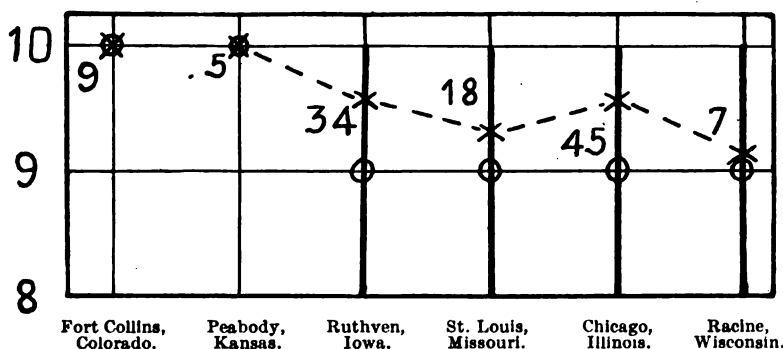 10
9
.5
34
18
45
7
9
8
Fort Collins, Colorado.
Peabody, Kansas.
Ruthven, Iowa.
St. Louis, Missouri.
Chicago, Illinois.
Racine, Wisconsin.